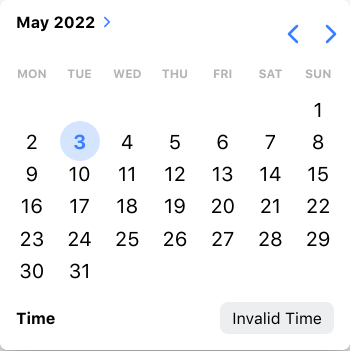 May 2022
MON TUE WED THU FRI SAT SUN
1
2 3 4 5 6 7 8
9 10 11 12 13 14 15
16 17 18 19 20 21 22
23 24 25 26 27 28 29
30 31
Time Invalid Time